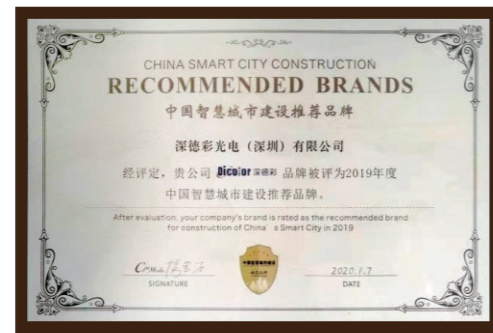 CHINA SMART CITY CONSTRUCTION
RECOMMENDED BRANDS
中国智慧城市建设推荐品牌
深德彩光电（深圳）有限公司
经评定，贵公司 Dicolor 深德彩 品牌被评为2019年度
中国智慧城市建设推荐品牌。
After evaluation, your company's brand is rated as the recommended brand
for construction of China's Smart City in 2019
SIGNATURE
2020.1.7
DATE